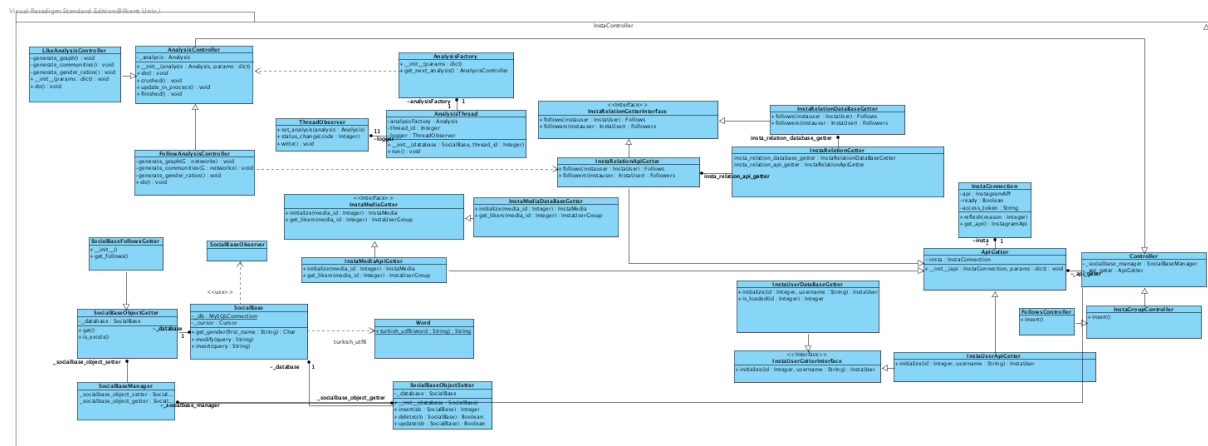 Visual Paradigm Standard Edition(Bilkent Univ.)
InstaController
LikeAnalysisController
-generate_graph() : void
-generate_communities() : void
-generate_gender_ratios() : void
+__init__(params : dict) : void
+do() : void
AnalysisController
-_analysis : Analysis
+__init__(analysis : Analysis, params : dict)
+do() : void
+crushed() : void
+update_in_process() : void
+finished() : void
AnalysisFactory
+__init__(params : dict)
+get_next_analysis() : AnalysisController
-analysisFactory
1
AnalysisThread
-analysisFactory : Analysis
-thread_id : Integer
-logger : ThreadObserver
+__init__(database : SocialBase, thread_id : Integer)
+run() : void
ThreadObserver
+set_analysis(analysis : Analysis)
+status_change(code : Integer)
+write() : void
11
-logger
FollowAnalysisController
-generate_graph(G : networkx) : void
-generate_communities(G : networkx) : void
-generate_gender_ratios() : void
+do() : void
<<Interface>>
InstaRelationGetterInterface
+follows(instauser : InstaUser) : Follows
+followers(instauser : InstaUser) : Followers
InstaRelationDataBaseGetter
+follows(instauser : InstaUser) : Follows
+followers(instauser : InstaUser) : Followers
insta_relation_database_getter
InstaRelationGetter
insta_relation_database_getter : InstaRelationDataBaseGetter
insta_relation_api_getter : InstaRelationApiGetter
InstaRelationApiGetter
+follows(instauser : InstaUser) : Follows
+followers(instauser : InstaUser) : Followers
insta_relation_api_getter
<<Interface>>
InstaMediaGetter
+initialize(media_id : Integer) : InstaMedia
+get_likers(media_id : Integer) : InstaUserGroup
InstaMediaDataBaseGetter
+initialize(media_id : Integer) : InstaMedia
+get_likers(media_id : Integer) : InstaUserGroup
InstaMediaApiGetter
+initialize(media_id : Integer) : InstaMedia
+get_likers(media_id : Integer) : InstaUserGroup
InstaConnection
-api : InstagramAPI
-ready : Boolean
-access_token : String
+refresh(reason : Integer)
+get_api() : InstagramApi
-insta
1
ApiGetter
-insta : InstaConnection
+__init__(api : InstaConnection, params : dict) : void
-_api_getter
Controller
-_socialbase_manager : SocialBaseManager
-_api_getter : ApiGetter
SocialBaseFollowsGetter
+__init__()
+get_follows()
SocialBaseObserver
<<use>>
InstaUserDataBaseGetter
+initialize(id : Integer, username : String) : InstaUser
+is_loaded(id : Integer) : Integer
FollowsController
+insert()
InstaGroupController
+insert()
SocialBaseObjectGetter
-_database : SocialBase
+get()
+is_exists(s)
-_database
1
SocialBase
-_db : MySQLConnection
-_cursor : Cursor
+get_gender(first_name : String) : Char
+modify(query : String)
+insert(query : String)
Word
+turkish_utf8(word : String) : String
turkish_utf8
<<Interface>>
InstaUserGetterInterface
+initialize(id : Integer, username : String) : InstaUser
InstaUserApiGetter
+initialize(id : Integer, username : String) : InstaUser
_socialbase_object_setter
-_database
1
SocialBaseManager
_socialbase_object_setter : Social...
_socialbase_object_getter : Social...
-_socialbase_manager
_socialbase_object_getter
SocialBaseObjectSetter
-_database : SocialBase
+__init__(database : SocialBase)
+insert(sb : SocialBase) : Integer
+delete(sb : SocialBase) : Boolean
+update(sb : SocialBase) : Boolean